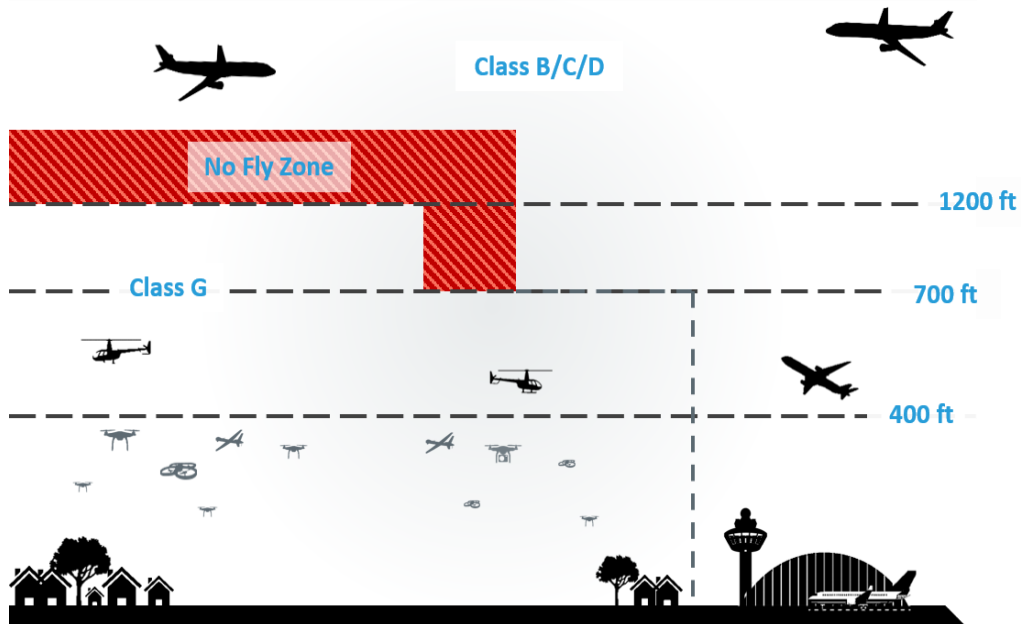 Class B/C/D
No Fly Zone
1200 ft
Class G
700 ft
400 ft